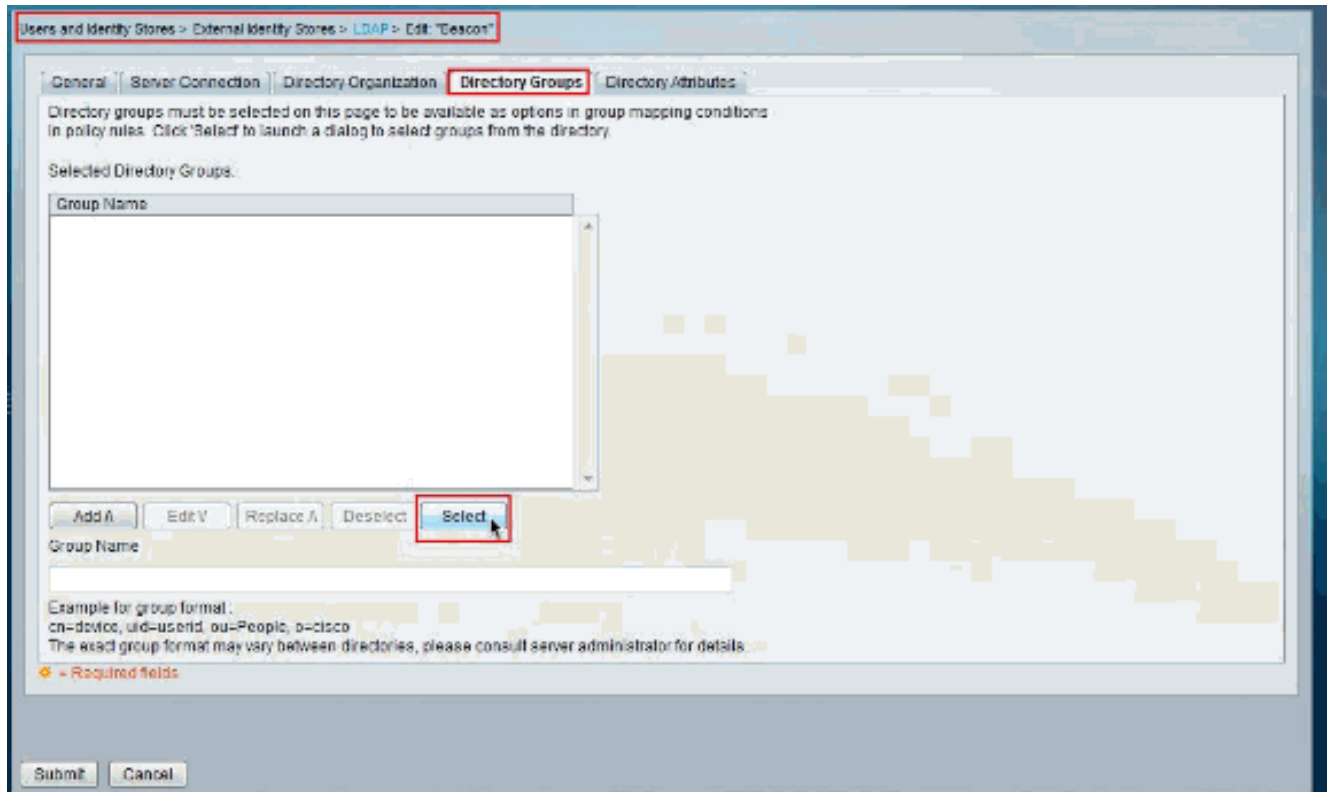 Users and Identity Stores > External Identity Stores > LDAP > Edit: "Beacon"
General Server Connection Directory Organization Directory Groups Directory Attributes
Directory groups must be selected on this page to be available as options in group mapping conditions
in policy rules. Click 'Select' to launch a dialog to select groups from the directory.
Selected Directory Groups:
Group Name
Add Λ Edit V Replace Λ Deselect Select
Group Name
Example for group format :
cn=device, uid=userid, ou=People, o=cisco
The exact group format may vary between directories, please consult server administrator for details
= Required fields
Submit Cancel